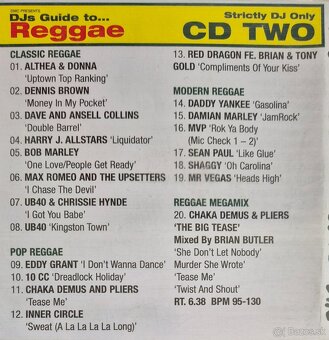 DMC PRESENTS
DJs Guide to...
Reggae
Strictly DJ Only
CD TWO
CLASSIC REGGAE
01. ALTHEA & DONNA
'Uptown Top Ranking'
02. DENNIS BROWN
'Money In My Pocket'
03. DAVE AND ANSELL COLLINS
'Double Barrel'
04. HARRY J. ALLSTARS 'Liquidator'
05. BOB MARLEY
'One Love/People Get Ready'
06. MAX ROMEO AND THE UPSETTERS
'I Chase The Devil'
07. UB40 & CHRISSIE HYNDE
'I Got You Babe'
08. UB40 'Kingston Town'
POP REGGAE
09. EDDY GRANT 'I Don't Wanna Dance'
10. 10 CC 'Dreadlock Holiday'
11. CHAKA DEMUS AND PLIERS
'Tease Me'
12. INNER CIRCLE
'Sweat (A La La La La Long)'
13. RED DRAGON FE. BRIAN & TONY
GOLD 'Compliments Of Your Kiss'
MODERN REGGAE
14. DADDY YANKEE 'Gasolina'
15. DAMIAN MARLEY 'JamRock'
16. MVP 'Rok Ya Body
(Mic Check 1 – 2)'
17. SEAN PAUL 'Like Glue'
18. SHAGGY 'Oh Carolina'
19. MR VEGAS 'Heads High'
REGGAE MEGAMIX
20. CHAKA DEMUS & PLIERS
'THE BIG TEASE'
Mixed By BRIAN BUTLER
'She Don't Let Nobody'
Murder She Wrote'
'Tease Me'
'Twist And Shout'
RT. 6.38 BPM 95-130